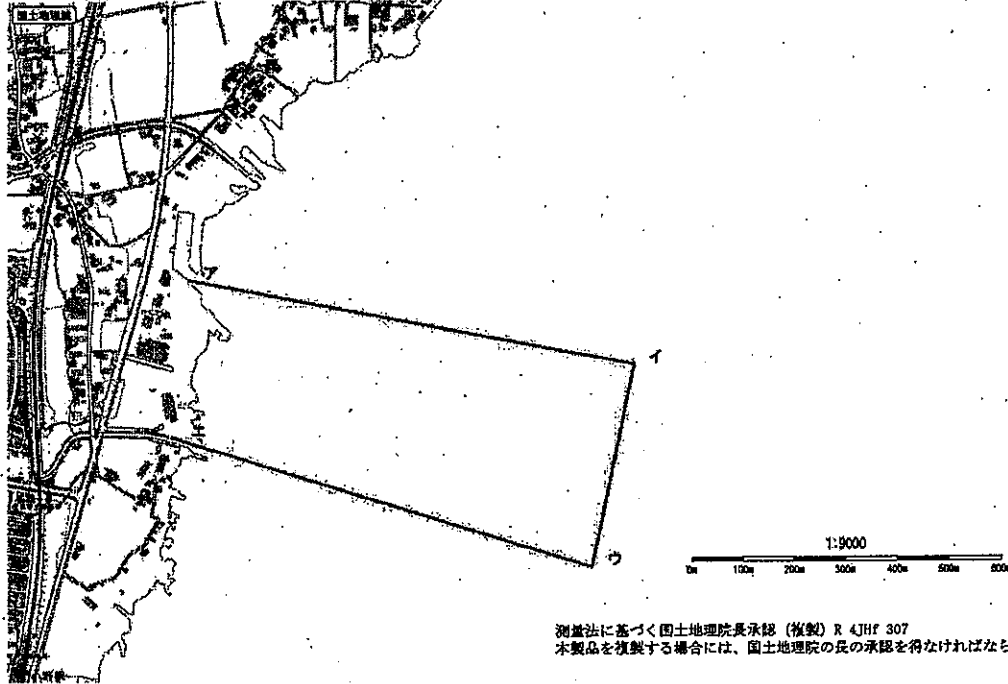 国土地理院
ア
イ
エ
ウ
1:9000
0m 100m 200m 300m 400m 500m 600m
測量法に基づく国土地理院長承認（複製）R 4JHf 307
本製品を複製する場合には、国土地理院の長の承認を得なければなら